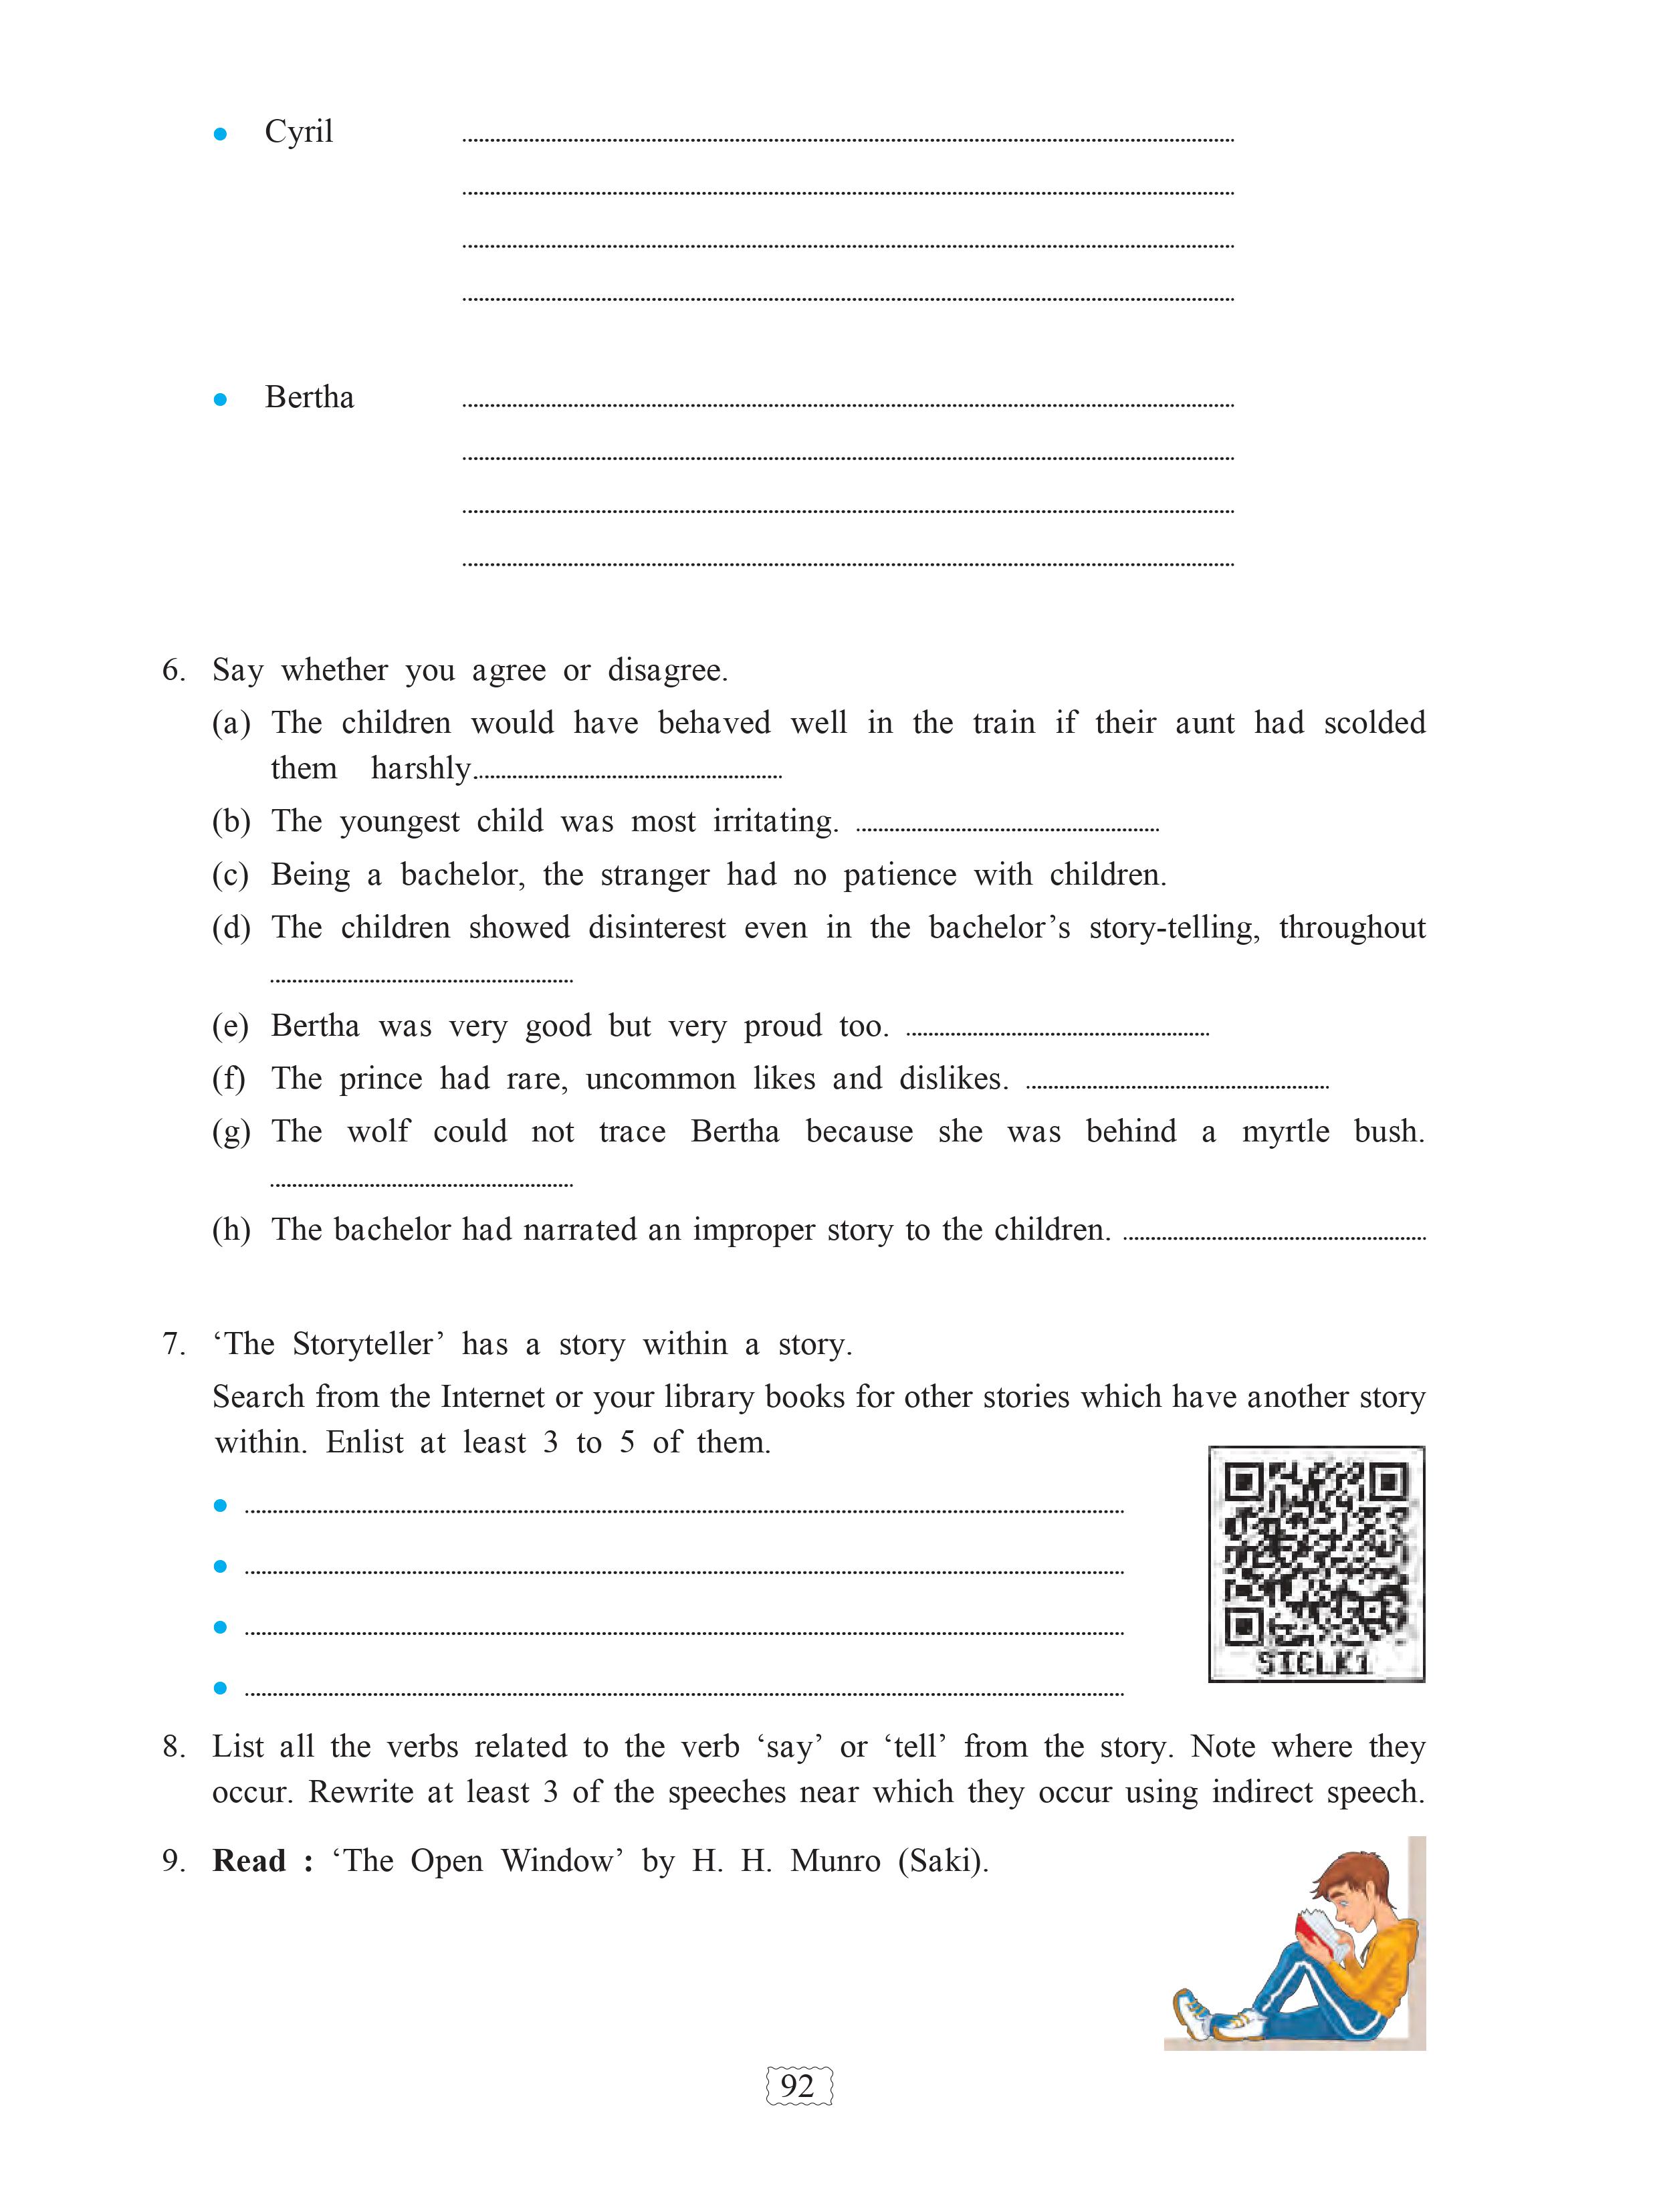 • Cyril
• Bertha
6. Say whether you agree or disagree.
(a) The children would have behaved well in the train if their aunt had scolded
them harshly.
(b) The youngest child was most irritating.
(c) Being a bachelor, the stranger had no patience with children.
(d) The children showed disinterest even in the bachelor’s story-telling, throughout
(e) Bertha was very good but very proud too.
(f) The prince had rare, uncommon likes and dislikes.
(g) The wolf could not trace Bertha because she was behind a myrtle bush.
(h) The bachelor had narrated an improper story to the children.
7. ‘The Storyteller’ has a story within a story.
Search from the Internet or your library books for other stories which have another story
within. Enlist at least 3 to 5 of them.
•
•
•
•
S1CLK1
8. List all the verbs related to the verb ‘say’ or ‘tell’ from the story. Note where they
occur. Rewrite at least 3 of the speeches near which they occur using indirect speech.
9. Read : ‘The Open Window’ by H. H. Munro (Saki).
92